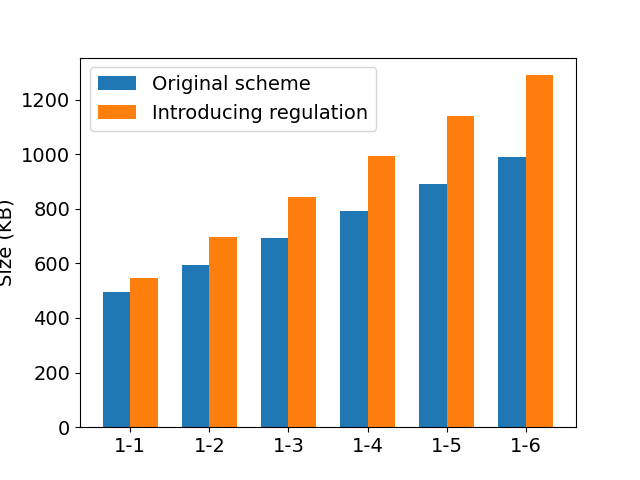 Original scheme
Introducing regulation
Size (KB)
1200
1000
800
600
400
200
0
1-1 1-2 1-3 1-4 1-5 1-6